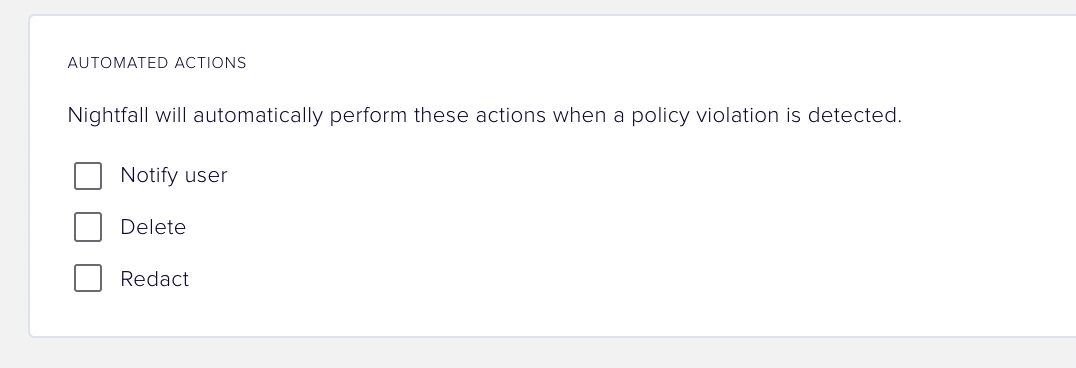 AUTOMATED ACTIONS
Nightfall will automatically perform these actions when a policy violation is detected.
Notify user
Delete
Redact